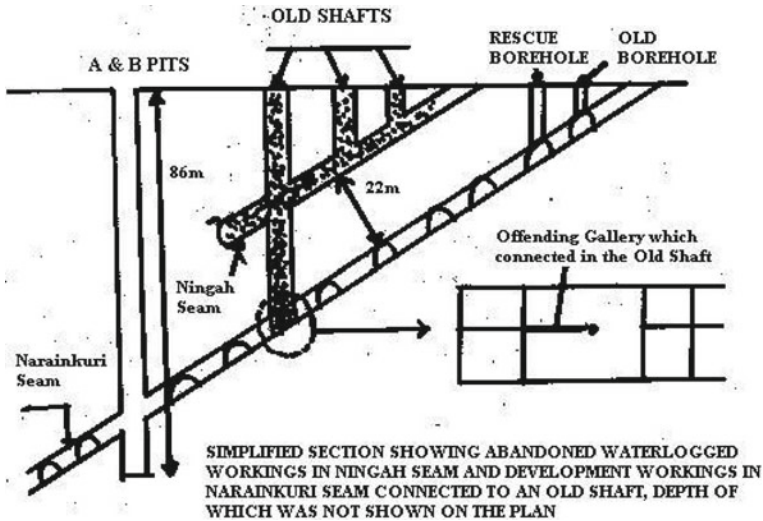 OLD SHAFTS
A & B PITS
RESCUE
BOREHOLE
OLD
BOREHOLE
86m
22m
Ningah
Seam
Offending Gallery which
connected in the Old Shaft
Narainkuri
Seam
SIMPLIFIED SECTION SHOWING ABANDONED WATERLOGGED
WORKINGS IN NINGAH SEAM AND DEVELOPMENT WORKINGS IN
NARAINKURI SEAM CONNECTED TO AN OLD SHAFT, DEPTH OF
WHICH WAS NOT SHOWN ON THE PLAN